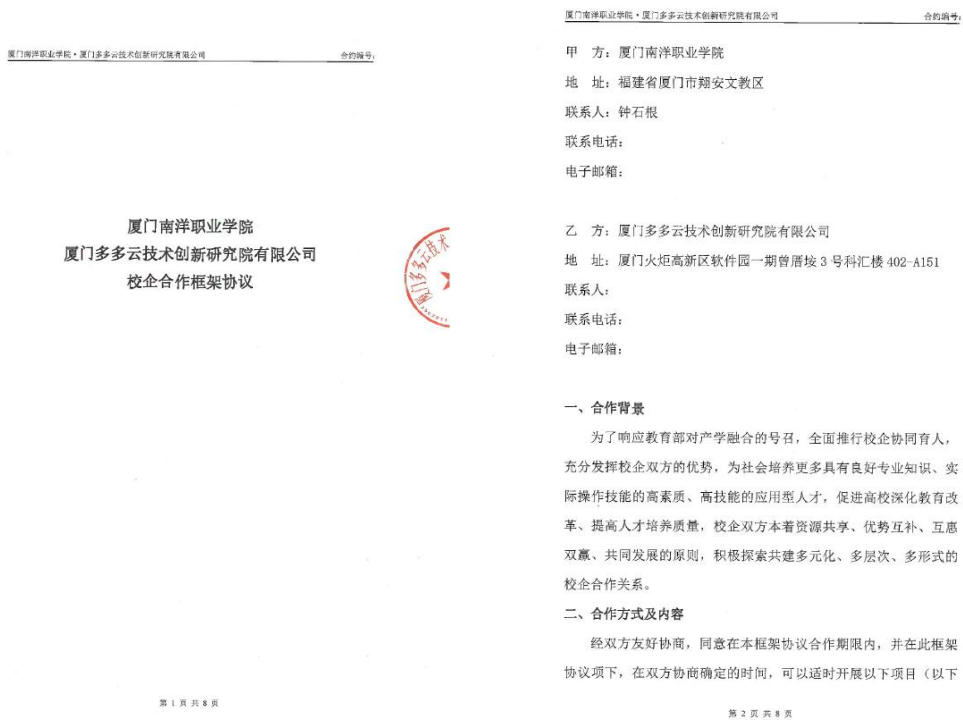 厦门南洋职业学院·厦门多多云技术创新研究院有限公司 合约编号:
厦门南洋职业学院
厦门多多云技术创新研究院有限公司
校企合作框架协议
厦门多多云技术
第 1 页 共 8 页
厦门南洋职业学院·厦门多多云技术创新研究院有限公司 合约编号:
甲 方：厦门南洋职业学院
地 址：福建省厦门市翔安文教区
联系人：钟石根
联系电话：
电子邮箱：
乙 方：厦门多多云技术创新研究院有限公司
地 址：厦门火炬高新区软件园一期曾厝垵 3 号科汇楼 402-A151
联系人：
联系电话：
电子邮箱：
一、合作背景
为了响应教育部对产学融合的号召，全面推行校企协同育人，
充分发挥校企双方的优势，为社会培养更多具有良好专业知识、实
际操作技能的高素质、高技能的应用型人才，促进高校深化教育改
革、提高人才培养质量，校企双方本着资源共享、优势互补、互惠
双赢、共同发展的原则，积极探索共建多元化、多层次、多形式的
校企合作关系。
二、合作方式及内容
经双方友好协商，同意在本框架协议合作期限内，并在此框架
协议项下，在双方协商确定的时间，可以适时开展以下项目（以下
第 2 页 共 8 页